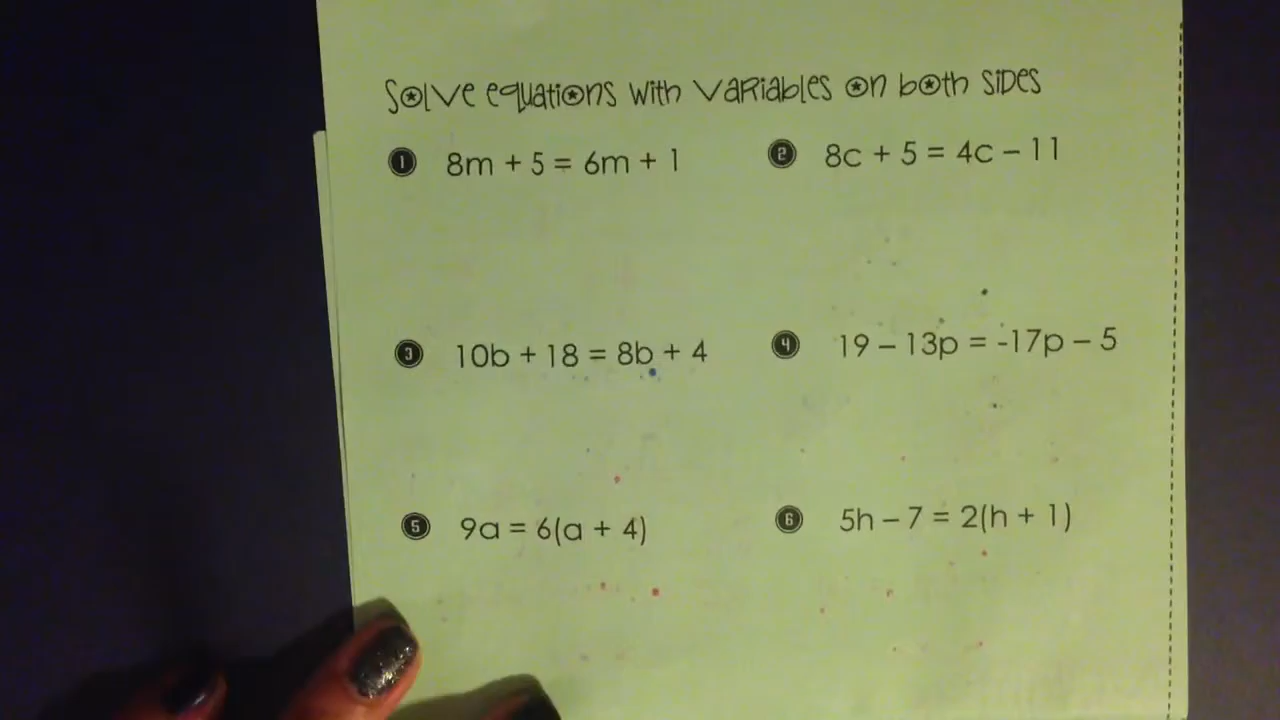 Solve equations with variables on both sides
1 8m + 5 = 6m + 1
2 8c + 5 = 4c – 11
3 10b + 18 = 8b + 4
4 19 – 13p = -17p – 5
5 9a = 6(a + 4)
6 5h – 7 = 2(h + 1)